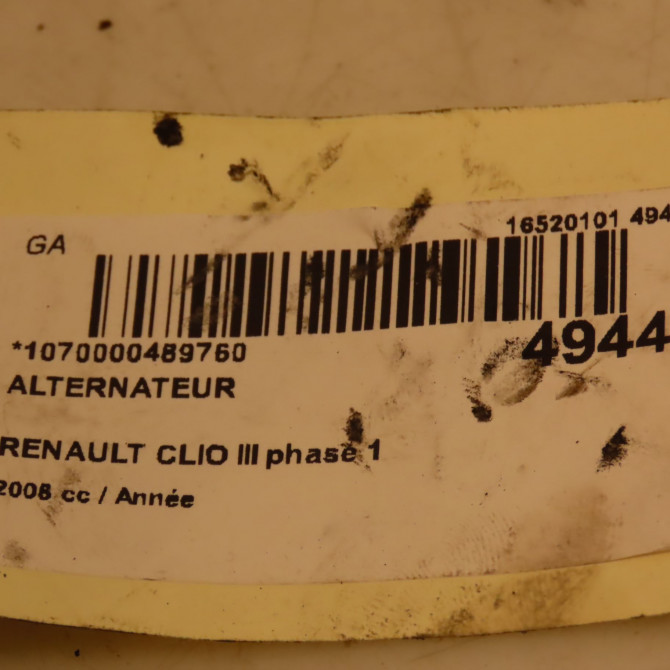 GA
16520101 494
*1070000489760
4944
ALTERNATEUR
RENAULT CLIO III phase 1
2008 cc / Année